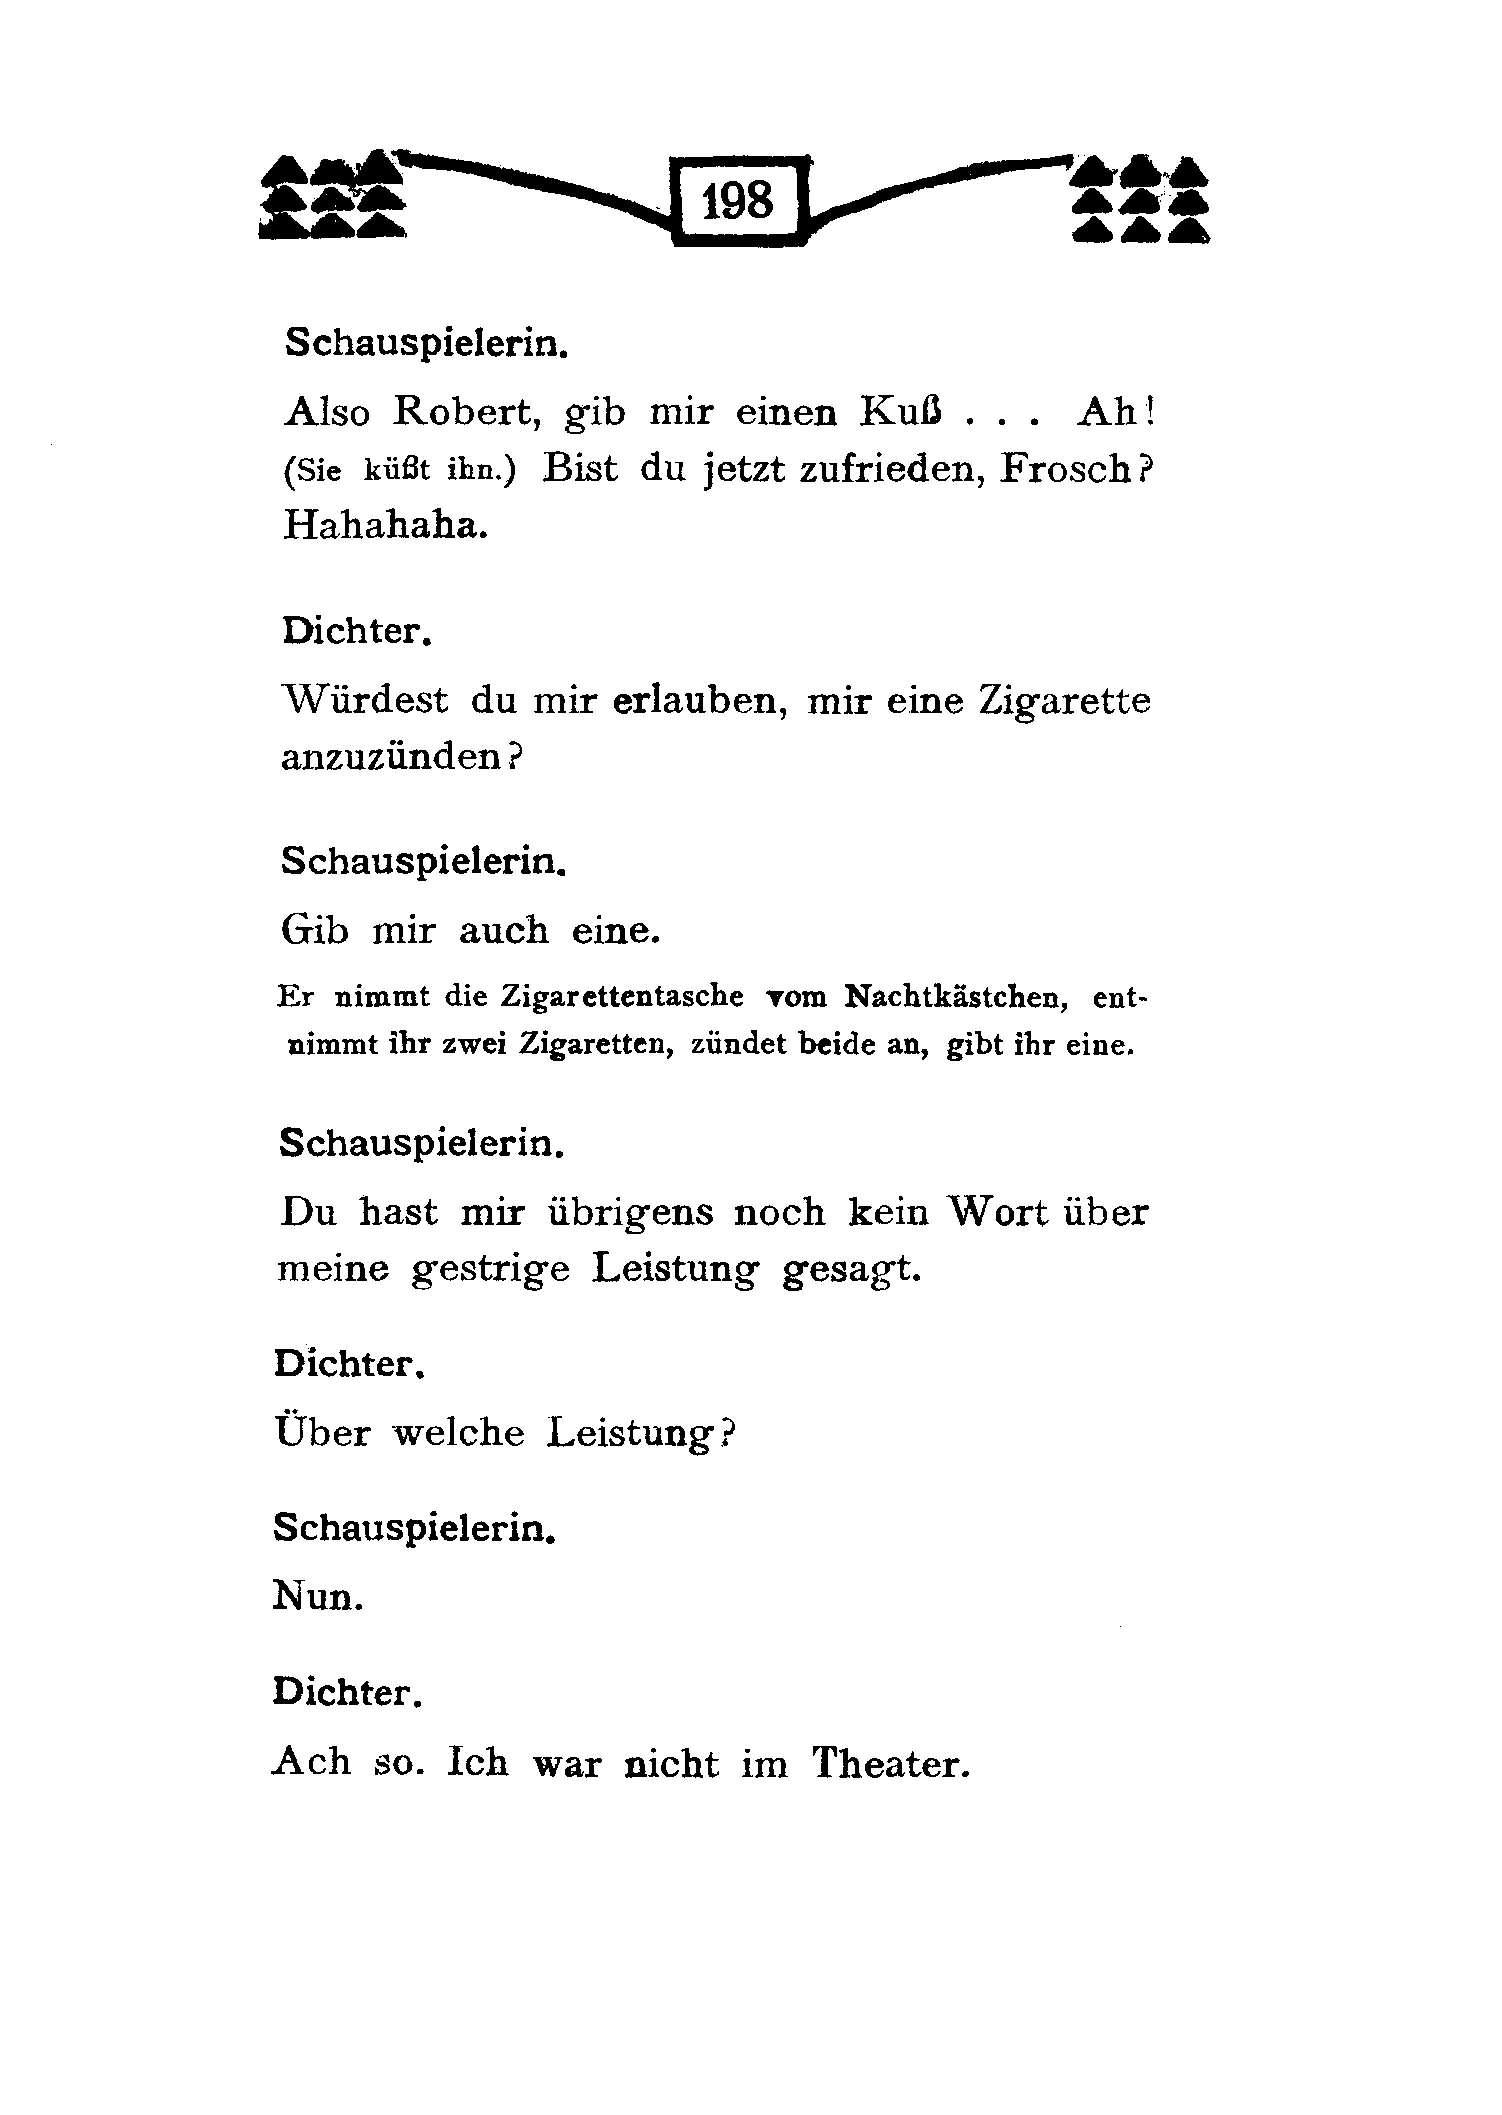 198
Schauspielerin.
Also Robert, gib mir einen Kuß . . . Ah!
(Sie küßt ihn.) Bist du jetzt zufrieden, Frosch?
Hahahaha.
Dichter.
Würdest du mir erlauben, mir eine Zigarette
anzuzünden?
Schauspielerin.
Gib mir auch eine.
Er nimmt die Zigarettentasche vom Nachtkästchen, ent-
nimmt ihr zwei Zigaretten, zündet beide an, gibt ihr eine.
Schauspielerin.
Du hast mir übrigens noch kein Wort über
meine gestrige Leistung gesagt.
Dichter.
Über welche Leistung?
Schauspielerin.
Nun.
Dichter.
Ach so. Ich war nicht im Theater.